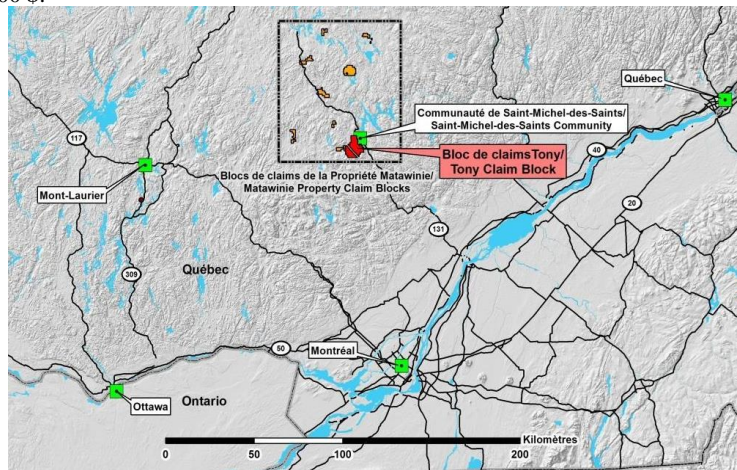 Québec
Communauté de Saint-Michel-des-Saints/
Saint-Michel-des-Saints Community
117
40
Bloc de claimsTony/
Tony Claim Block
Blocs de claims de la Propriété Matawinie/
Matawinie Property Claim Blocks
Mont-Laurier
20
131
309
Québec
50
Montréal
Ottawa
Ontario
Kilomètres
0
50
100
200